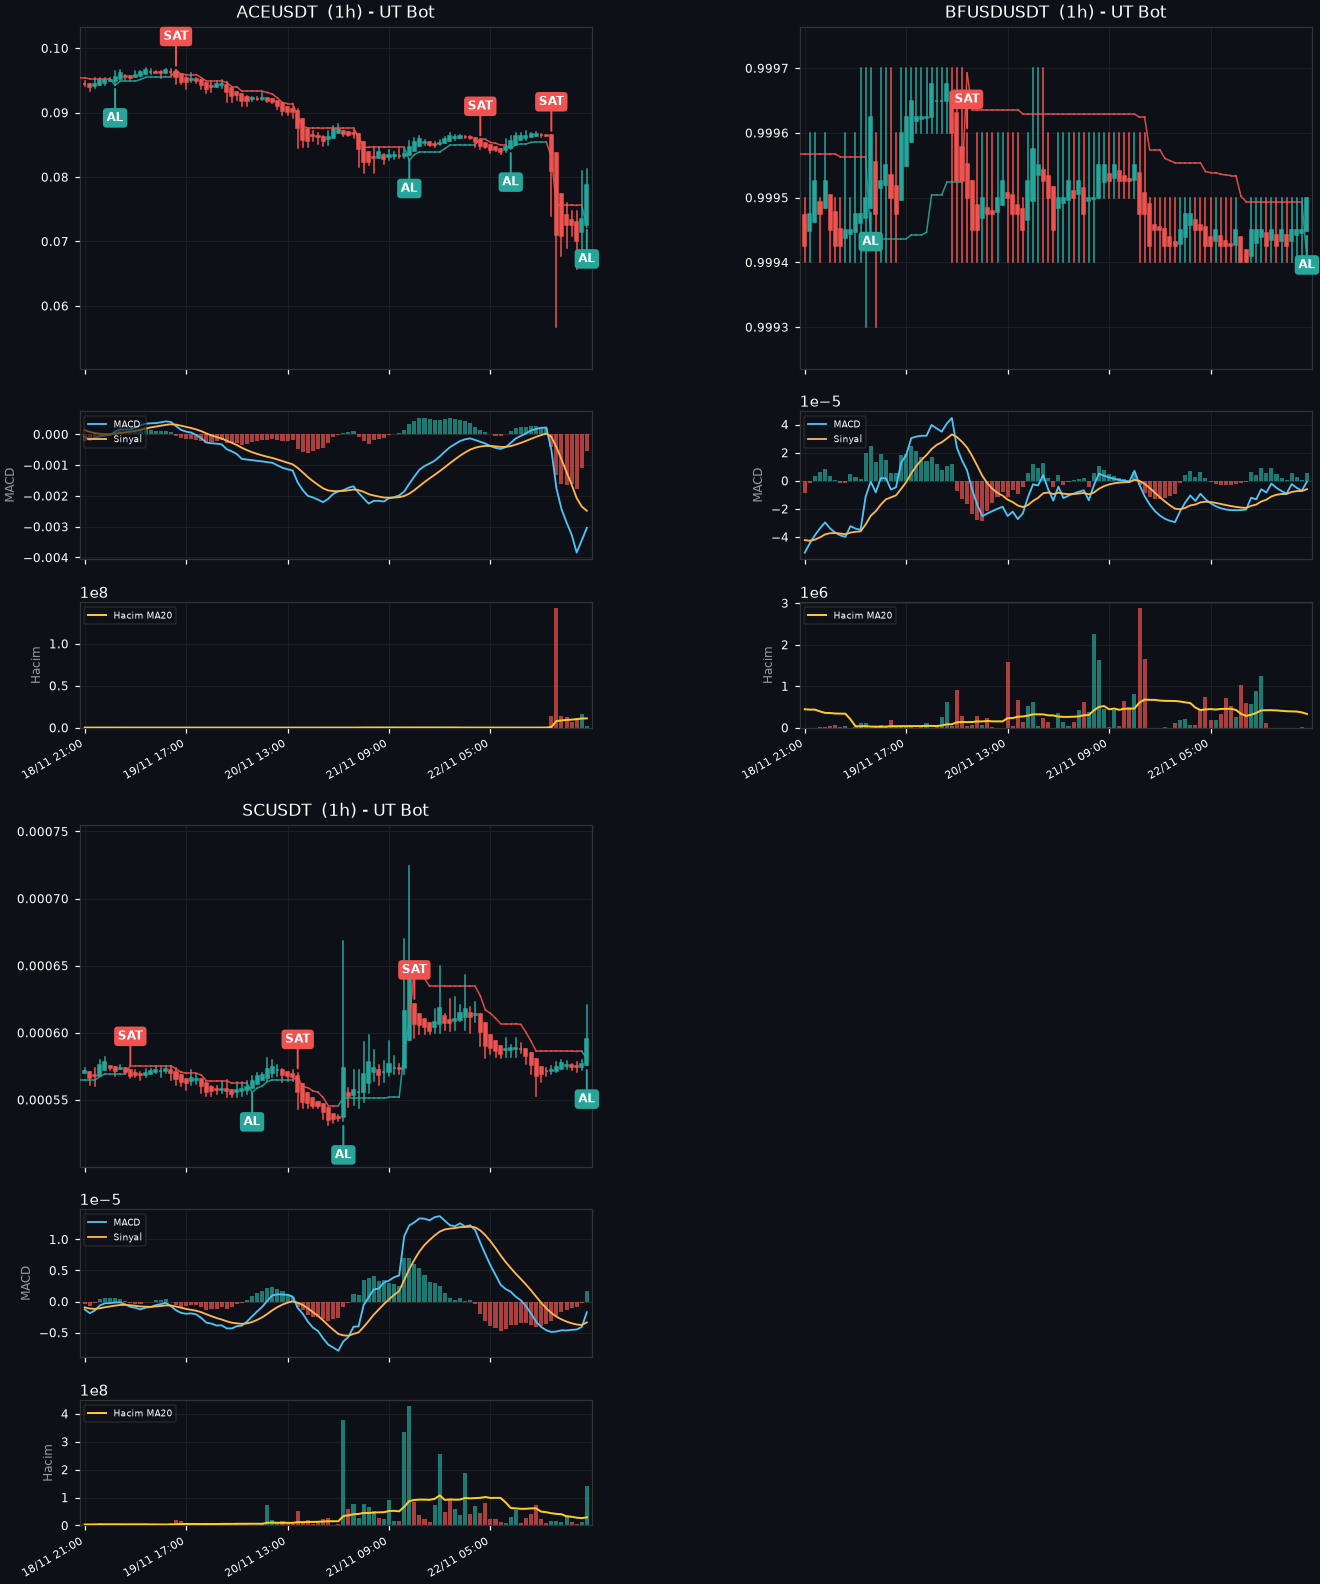 ACEUSDT (1h) - UT Bot
0.10
0.09
0.08
0.07
0.06
SAT
AL
AL
SAT
AL
SAT
AL
MACD
Sinyal
MACD
0.000
−0.001
−0.002
−0.003
−0.004
1e8
Hacim MA20
Hacim
1.0
0.5
0.0
18/11 21:00
19/11 17:00
20/11 13:00
21/11 09:00
22/11 05:00
BFUSDUSDT (1h) - UT Bot
0.9997
0.9996
0.9995
0.9994
0.9993
AL
SAT
AL
1e−5
MACD
Sinyal
MACD
4
2
0
−2
−4
1e6
Hacim MA20
Hacim
3
2
1
0
18/11 21:00
19/11 17:00
20/11 13:00
21/11 09:00
22/11 05:00
SCUSDT (1h) - UT Bot
0.00075
0.00070
0.00065
0.00060
0.00055
SAT
AL
SAT
AL
SAT
AL
1e−5
MACD
Sinyal
MACD
1.0
0.5
0.0
−0.5
1e8
Hacim MA20
Hacim
4
3
2
1
0
18/11 21:00
19/11 17:00
20/11 13:00
21/11 09:00
22/11 05:00